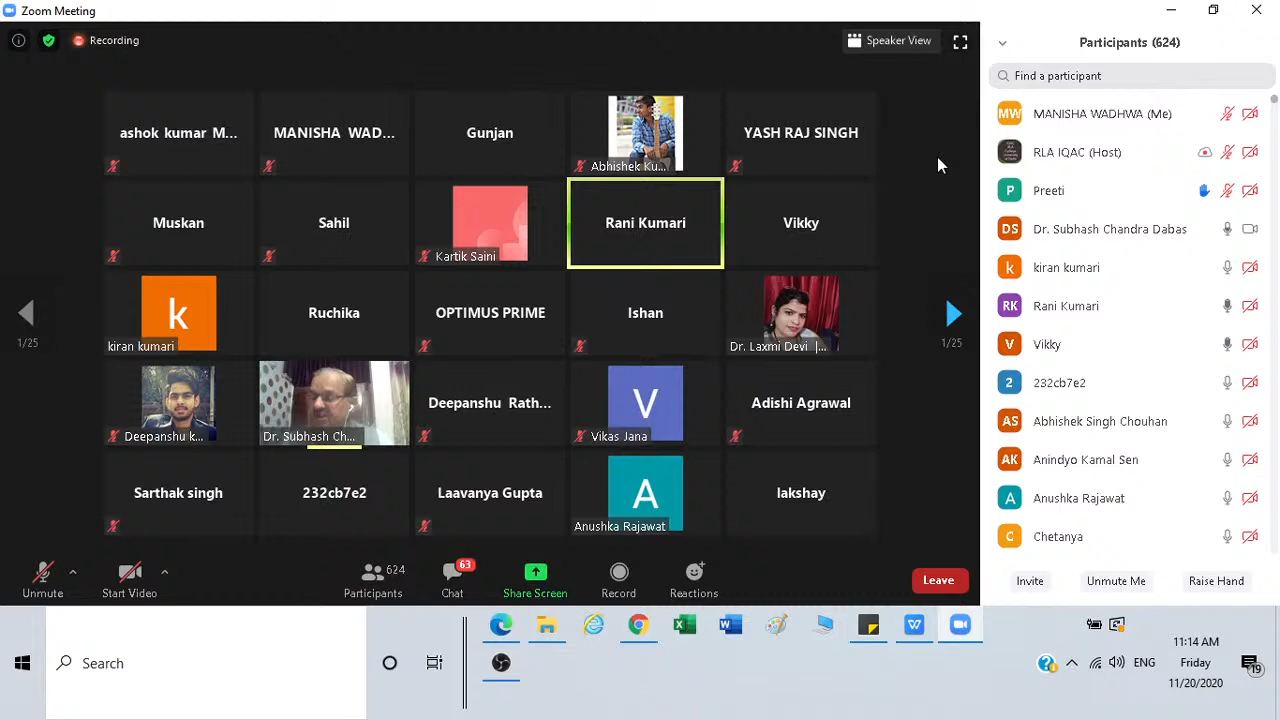 Zoom Meeting
Recording
Speaker View
ashok kumar M...
MANISHA WAD...
Gunjan
Abhishek Ku...
YASH RAJ SINGH
Muskan
Sahil
Kartik Saini
Rani Kumari
Vikky
k
kiran kumari
Ruchika
OPTIMUS PRIME
Ishan
Dr. Laxmi Devi |...
1/25
1/25
Deepanshu k...
Dr. Subhash Ch...
Deepanshu Rath...
V
Vikas Jana
Adishi Agrawal
Sarthak singh
232cb7e2
Laavanya Gupta
A
Anushka Rajawat
lakshay
Unmute
Start Video
624
Participants
63
Chat
Share Screen
Record
Reactions
Leave
Participants (624)
Find a participant
MW MANISHA WADHWA (Me)
RLA IQAC (Host)
P Preeti
DS Dr. Subhash Chandra Dabas
k kiran kumari
RK Rani Kumari
V Vikky
2 232cb7e2
AS Abhishek Singh Chouhan
AK Anindyo Kamal Sen
A Anushka Rajawat
C Chetanya
Invite
Unmute Me
Raise Hand
Search
ENG
11:14 AM
Friday
11/20/2020
19